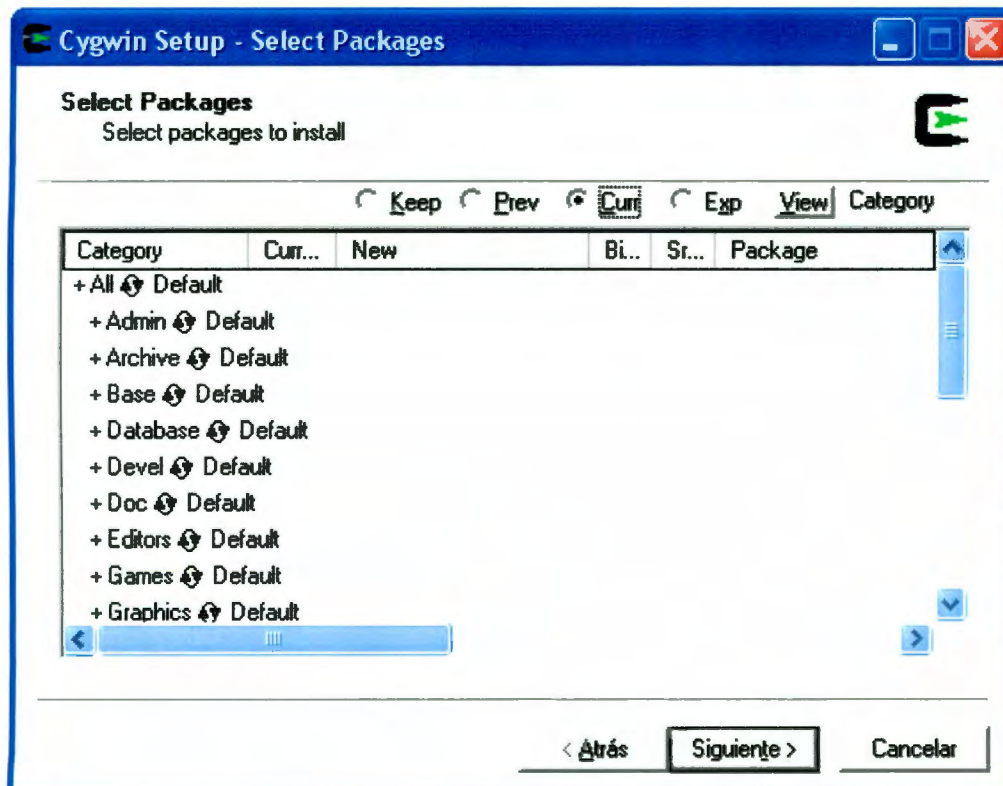 Cygwin Setup - Select Packages
Select Packages
Select packages to install
Keep Prev Curr Exp View Category
Category Curr... New Bi... Sr... Package
+ All Default
+ Admin Default
+ Archive Default
+ Base Default
+ Database Default
+ Devel Default
+ Doc Default
+ Editors Default
+ Games Default
+ Graphics Default
< Atrás Siguiente > Cancelar